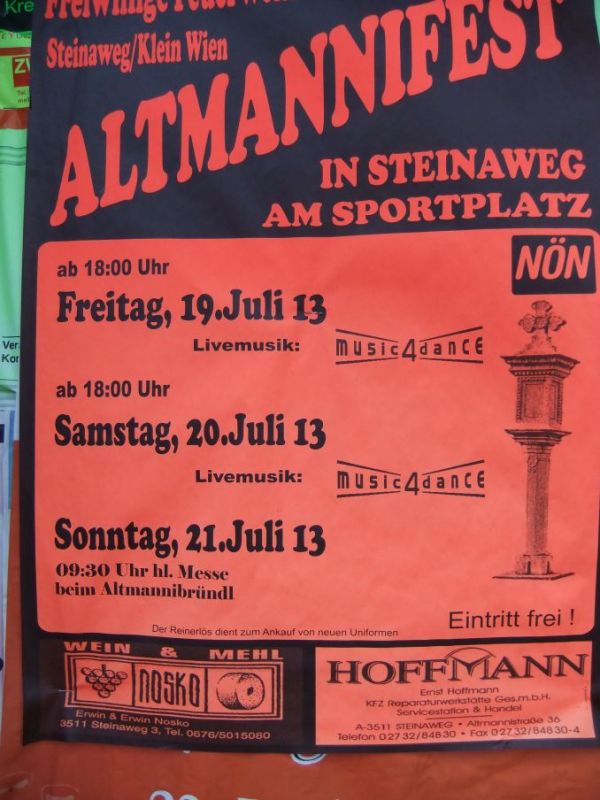 Kre
Freiwillige
Steinaweg/Klein Wien
ALTMANNIFEST
IN STEINAWEG
AM SPORTPLATZ
NÖN
ab 18:00 Uhr
Freitag, 19.Juli 13
Livemusik: music4dance
ab 18:00 Uhr
Samstag, 20.Juli 13
Livemusik: music4dance
Sonntag, 21.Juli 13
09:30 Uhr hl. Messe
beim Altmannibründl
Eintritt frei !
Der Reinerlös dient zum Ankauf von neuen Uniformen
WEIN & MEHL
NOSKO
Erwin & Erwin Nosko
3511 Steinaweg 3, Tel. 0676/5015080
HOFFMANN
Ernst Hoffmann
KFZ Reparaturwerkstätte Ges.m.b.H.
Servicestation & Handel
A-3511 STEINAWEG • Altmannistraße 36
Telefon 02732/84830 • Fax 02732/84830-4